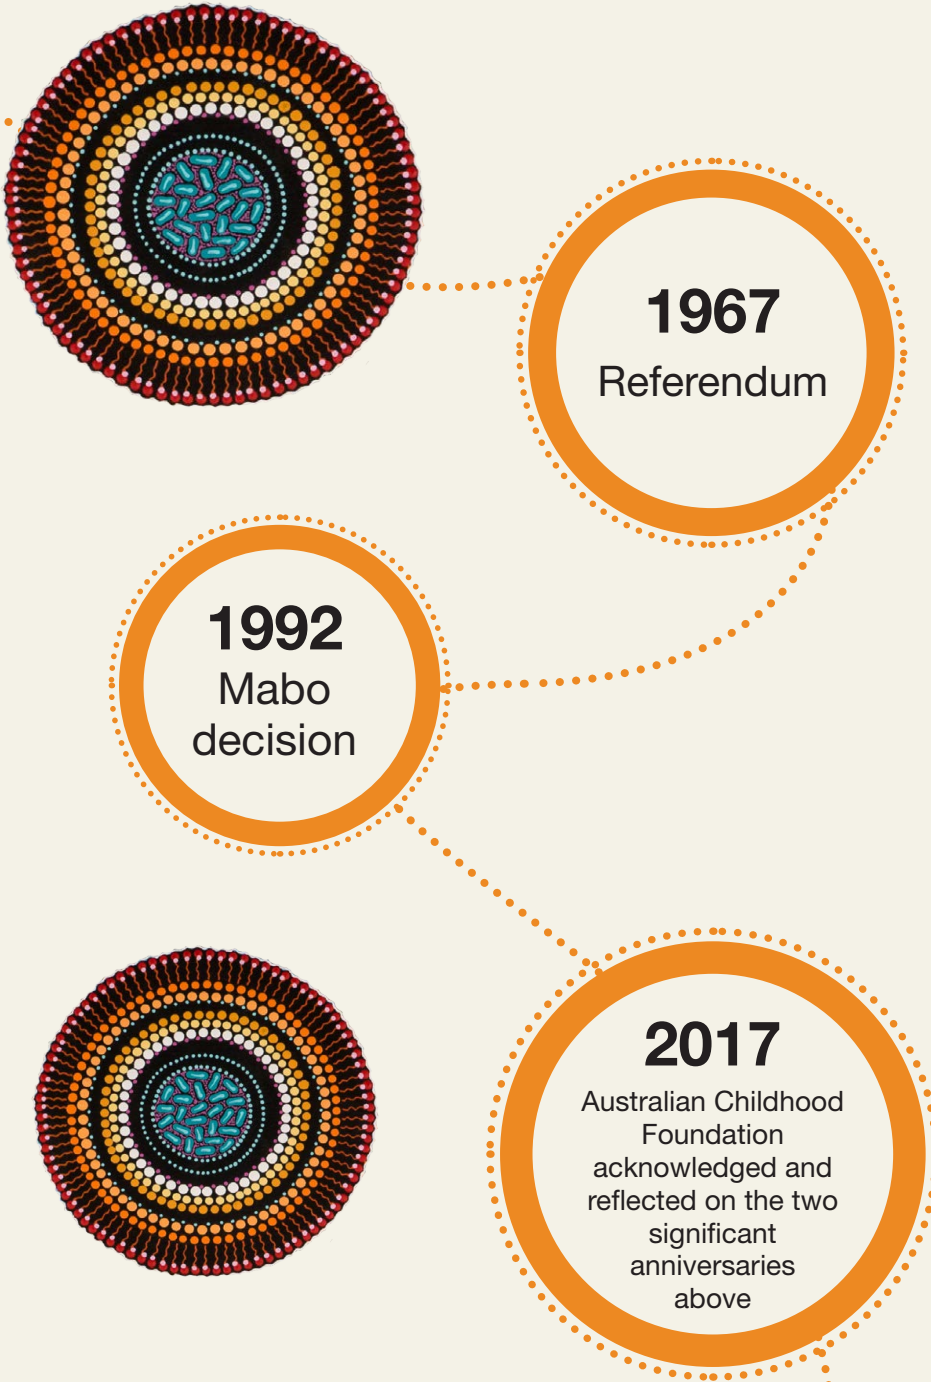 1967
Referendum
1992
Mabo
decision
2017
Australian Childhood
Foundation
acknowledged and
reflected on the two
significant
anniversaries
above